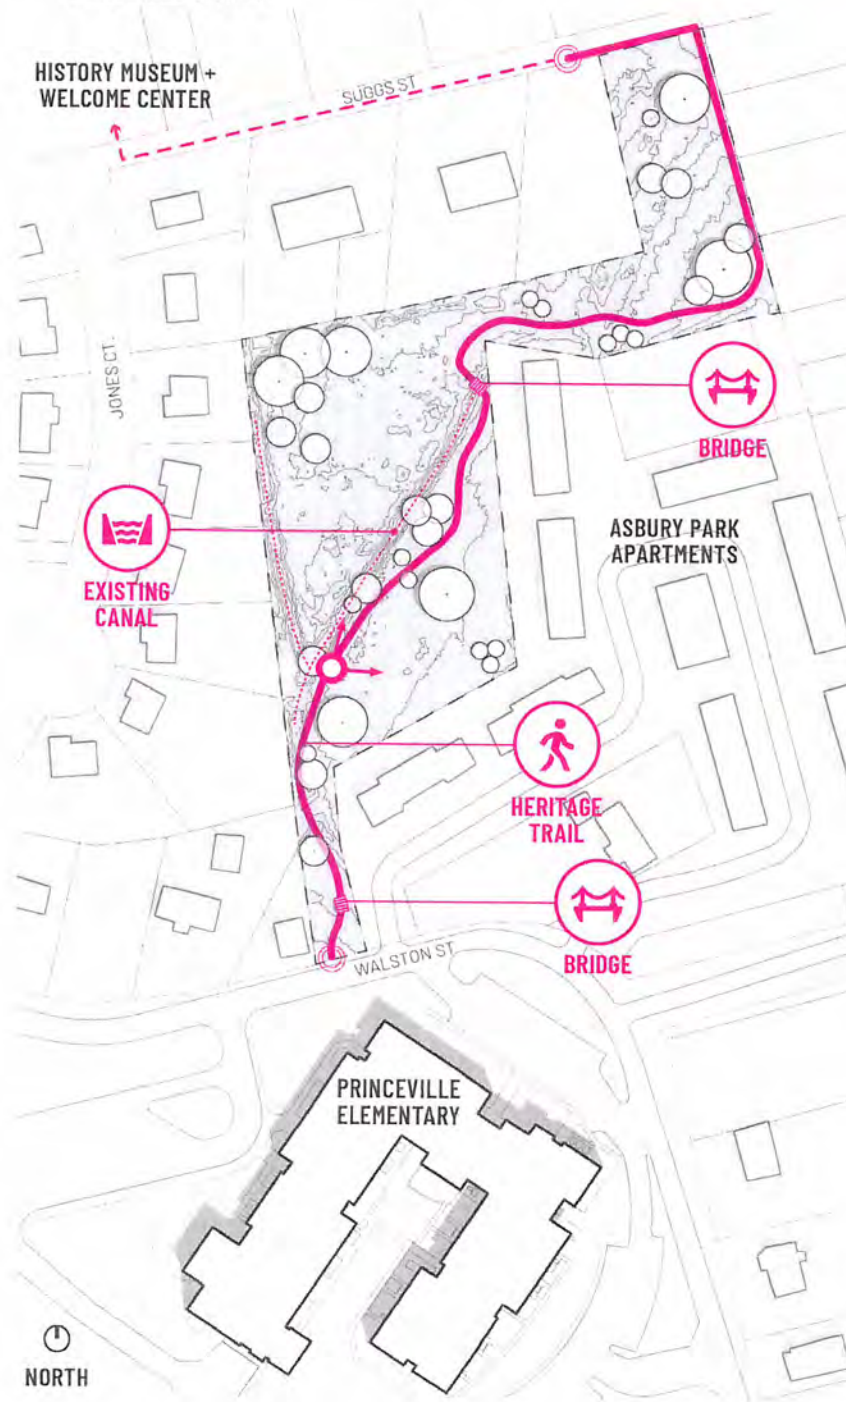 HISTORY MUSEUM +
WELCOME CENTER
SUGGS ST
JONES CT.
BRIDGE
ASBURY PARK
APARTMENTS
EXISTING
CANAL
HERITAGE
TRAIL
BRIDGE
WALSTON ST
PRINCEVILLE
ELEMENTARY
NORTH